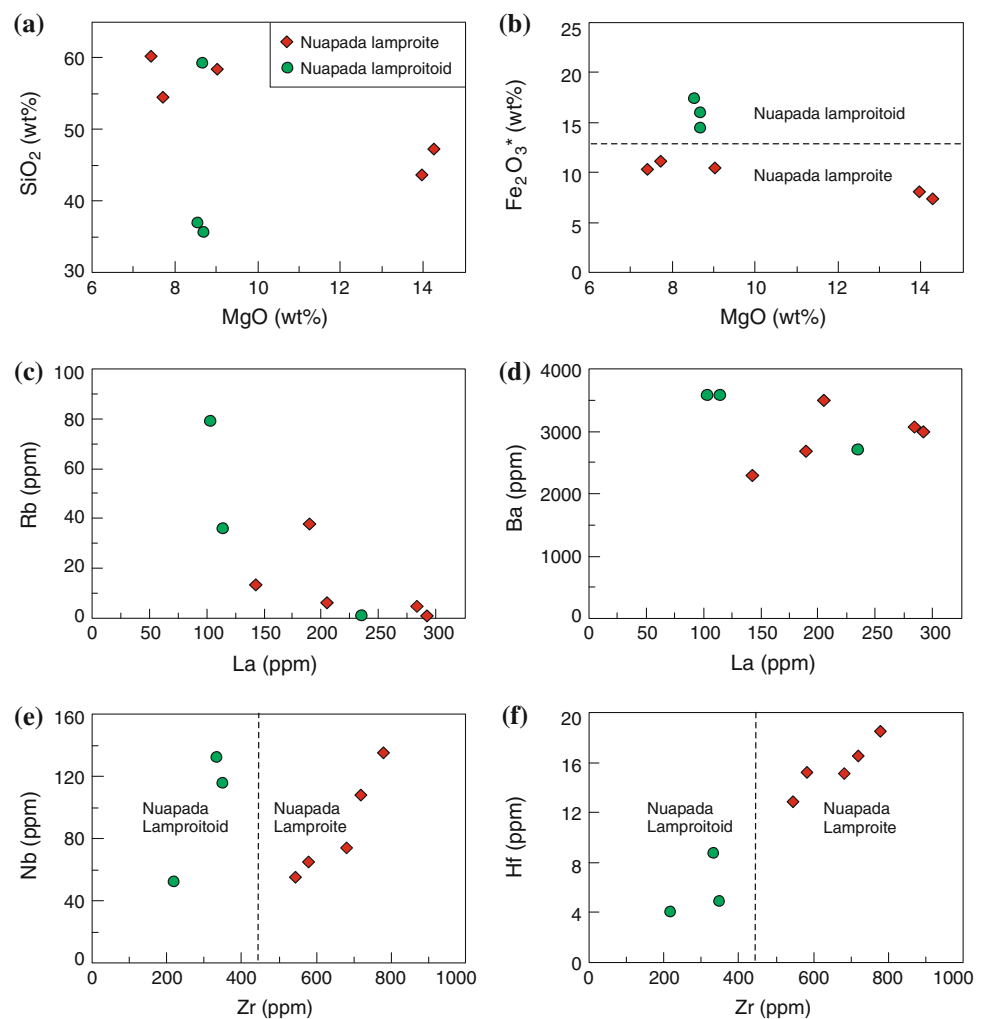 (a)
SiO2 (wt%)
60
50
40
30
6 8 10 12 14
MgO (wt%)
Nuapada lamproite
Nuapada lamproitoid
(b)
Fe2O3* (wt%)
25
20
15
10
5
0
Nuapada lamproitoid
Nuapada lamproite
6 8 10 12 14
MgO (wt%)
(c)
Rb (ppm)
100
80
60
40
20
0
0 50 100 150 200 250 300
La (ppm)
(d)
Ba (ppm)
4000
3000
2000
1000
0
0 50 100 150 200 250 300
La (ppm)
(e)
Nb (ppm)
160
120
80
40
0
Nuapada
Lamproitoid
Nuapada
Lamproite
0 200 400 600 800 1000
Zr (ppm)
(f)
Hf (ppm)
20
16
12
8
4
0
Nuapada
Lamproitoid
Nuapada
Lamproite
0 200 400 600 800 1000
Zr (ppm)